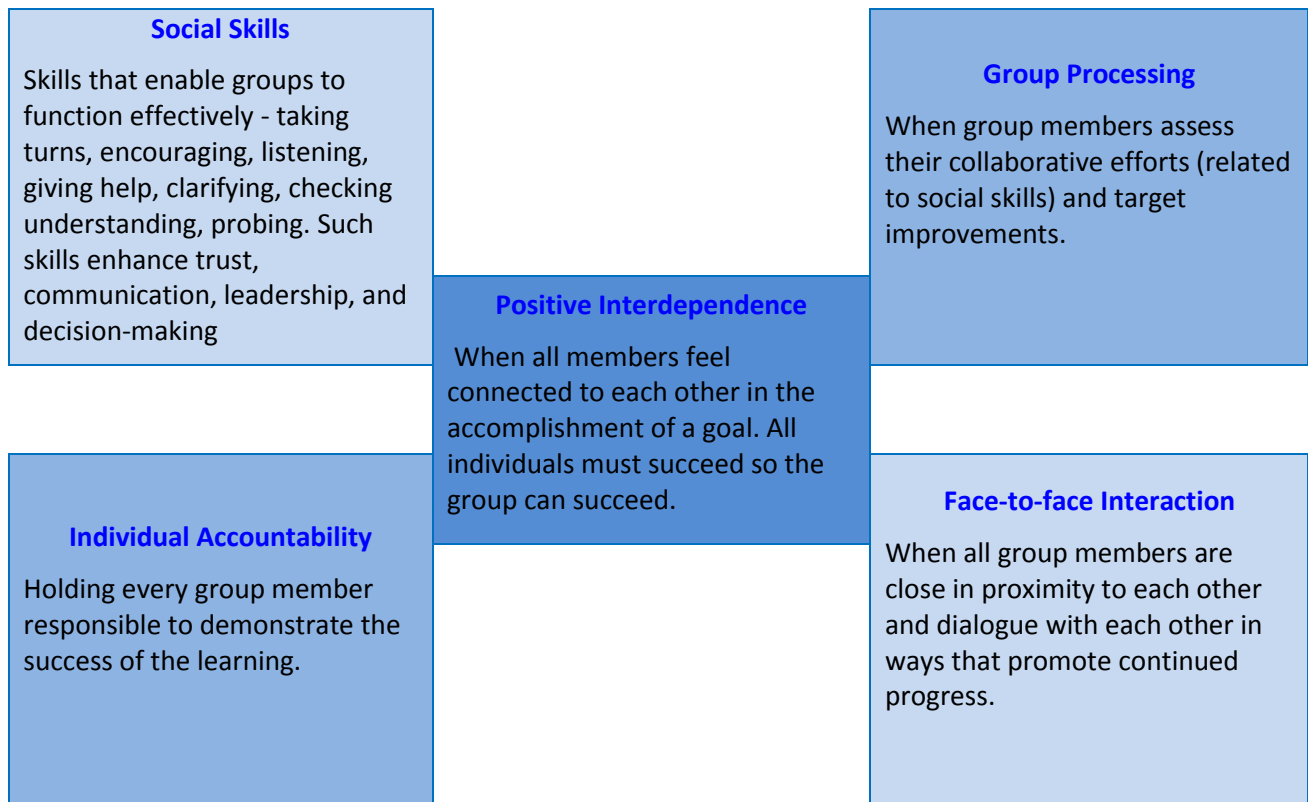 Social Skills
Skills that enable groups to
function effectively - taking
turns, encouraging, listening,
giving help, clarifying, checking
understanding, probing. Such
skills enhance trust,
communication, leadership, and
decision-making
Group Processing
When group members assess
their collaborative efforts (related
to social skills) and target
improvements.
Positive Interdependence
When all members feel
connected to each other in the
accomplishment of a goal. All
individuals must succeed so the
group can succeed.
Individual Accountability
Holding every group member
responsible to demonstrate the
success of the learning.
Face-to-face Interaction
When all group members are
close in proximity to each other
and dialogue with each other in
ways that promote continued
progress.